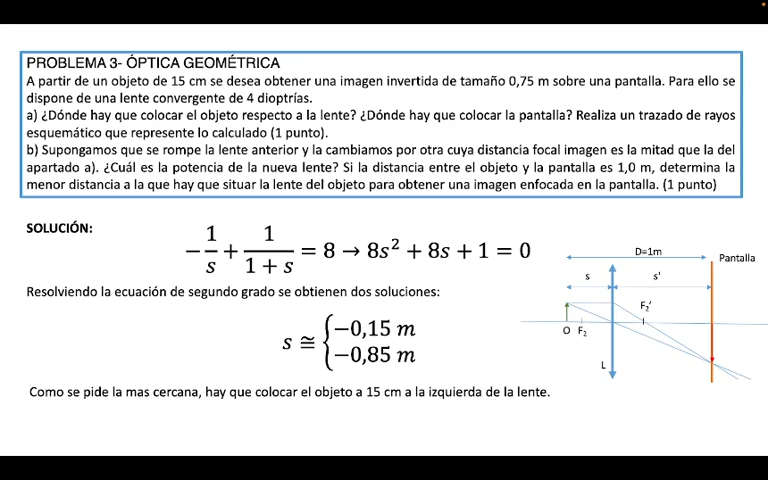 PROBLEMA 3- ÓPTICA GEOMÉTRICA
A partir de un objeto de 15 cm se desea obtener una imagen invertida de tamaño 0,75 m sobre una pantalla. Para ello se
dispone de una lente convergente de 4 dioptrías.
a) ¿Dónde hay que colocar el objeto respecto a la lente? ¿Dónde hay que colocar la pantalla? Realiza un trazado de rayos
esquemático que represente lo calculado (1 punto).
b) Supongamos que se rompe la lente anterior y la cambiamos por otra cuya distancia focal imagen es la mitad que la del
apartado a). ¿Cuál es la potencia de la nueva lente? Si la distancia entre el objeto y la pantalla es 1,0 m, determina la
menor distancia a la que hay que situar la lente del objeto para obtener una imagen enfocada en la pantalla. (1 punto)
SOLUCIÓN:
-1/s + 1/(1+s) = 8 → 8s² + 8s + 1 = 0
D=1m
Pantalla
s
s'
F₂'
O
F₂
L
Resolviendo la ecuación de segundo grado se obtienen dos soluciones:
s ≅ { −0,15 m
−0,85 m
Como se pide la mas cercana, hay que colocar el objeto a 15 cm a la izquierda de la lente.